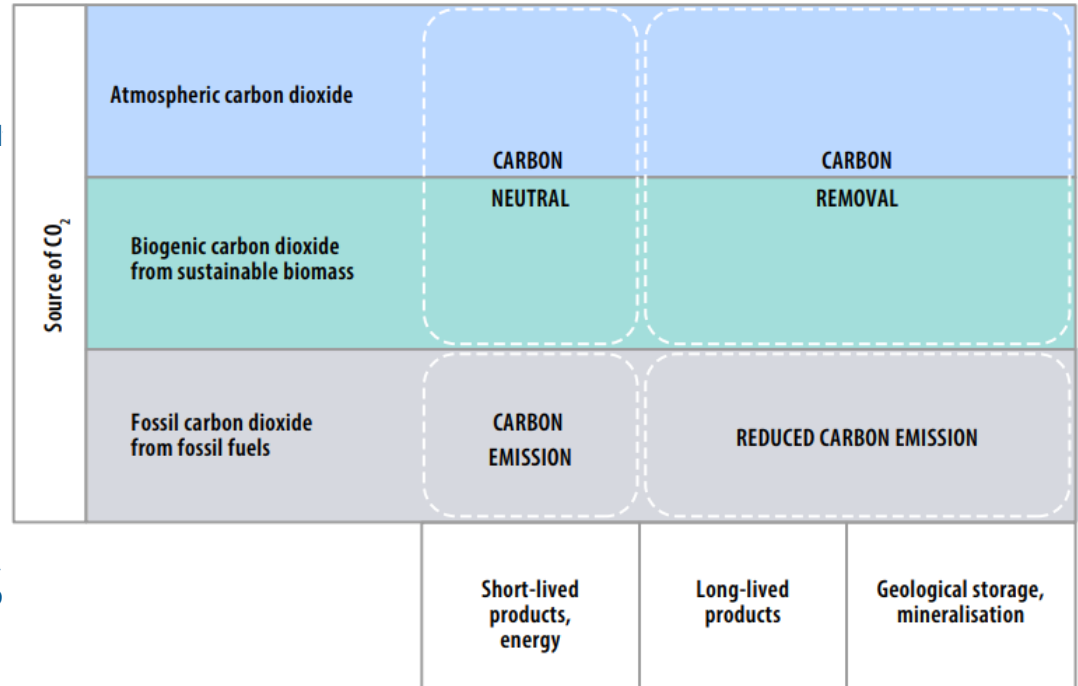 Source of CO₂
Atmospheric carbon dioxide
CARBON
NEUTRAL
CARBON
REMOVAL
Biogenic carbon dioxide
from sustainable biomass
Fossil carbon dioxide
from fossil fuels
CARBON
EMISSION
REDUCED CARBON EMISSION
Short-lived
products,
energy
Long-lived
products
Geological storage,
mineralisation